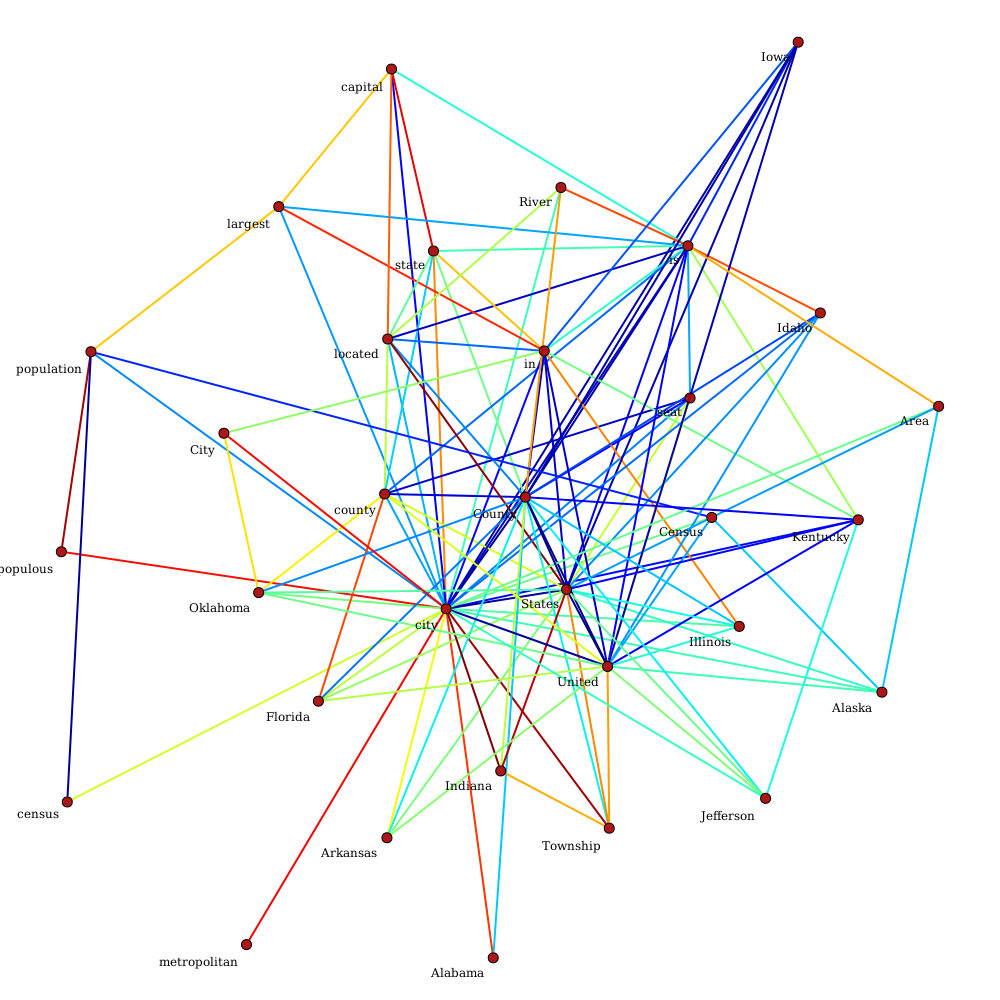 Iowa
capital
River
largest
is
state
Idaho
located
in
population
seat
Area
City
county
County
Census
Kentucky
populous
Oklahoma
States
city
Illinois
United
Florida
Alaska
Indiana
census
Jefferson
Township
Arkansas
metropolitan
Alabama